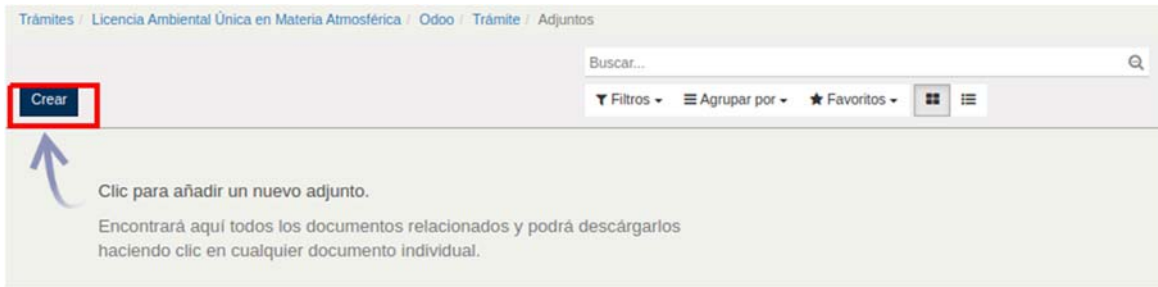 Trámites / Licencia Ambiental Única en Materia Atmosférica / Odoo / Trámite / Adjuntos
Buscar...
Crear
Filtros Agrupar por Favoritos
Clic para añadir un nuevo adjunto.
Encontrará aquí todos los documentos relacionados y podrá descárgarlos
haciendo clic en cualquier documento individual.